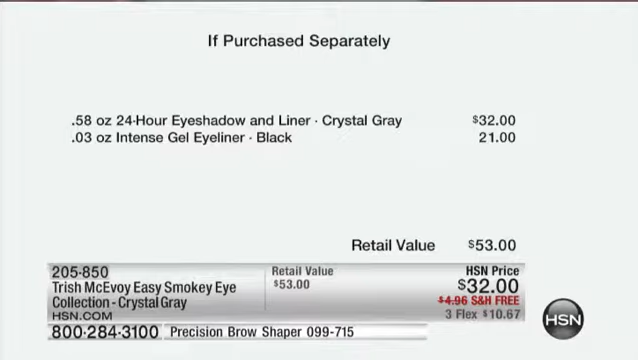 If Purchased Separately
.58 oz 24-Hour Eyeshadow and Liner · Crystal Gray $32.00
.03 oz Intense Gel Eyeliner · Black 21.00
Retail Value $53.00
205-850
Trish McEvoy Easy Smokey Eye
Collection - Crystal Gray
HSN.COM
Retail Value
$53.00
HSN Price
$32.00
$4.96 S&H FREE
3 Flex $10.67
800-284-3100 Precision Brow Shaper 099-715
HSN